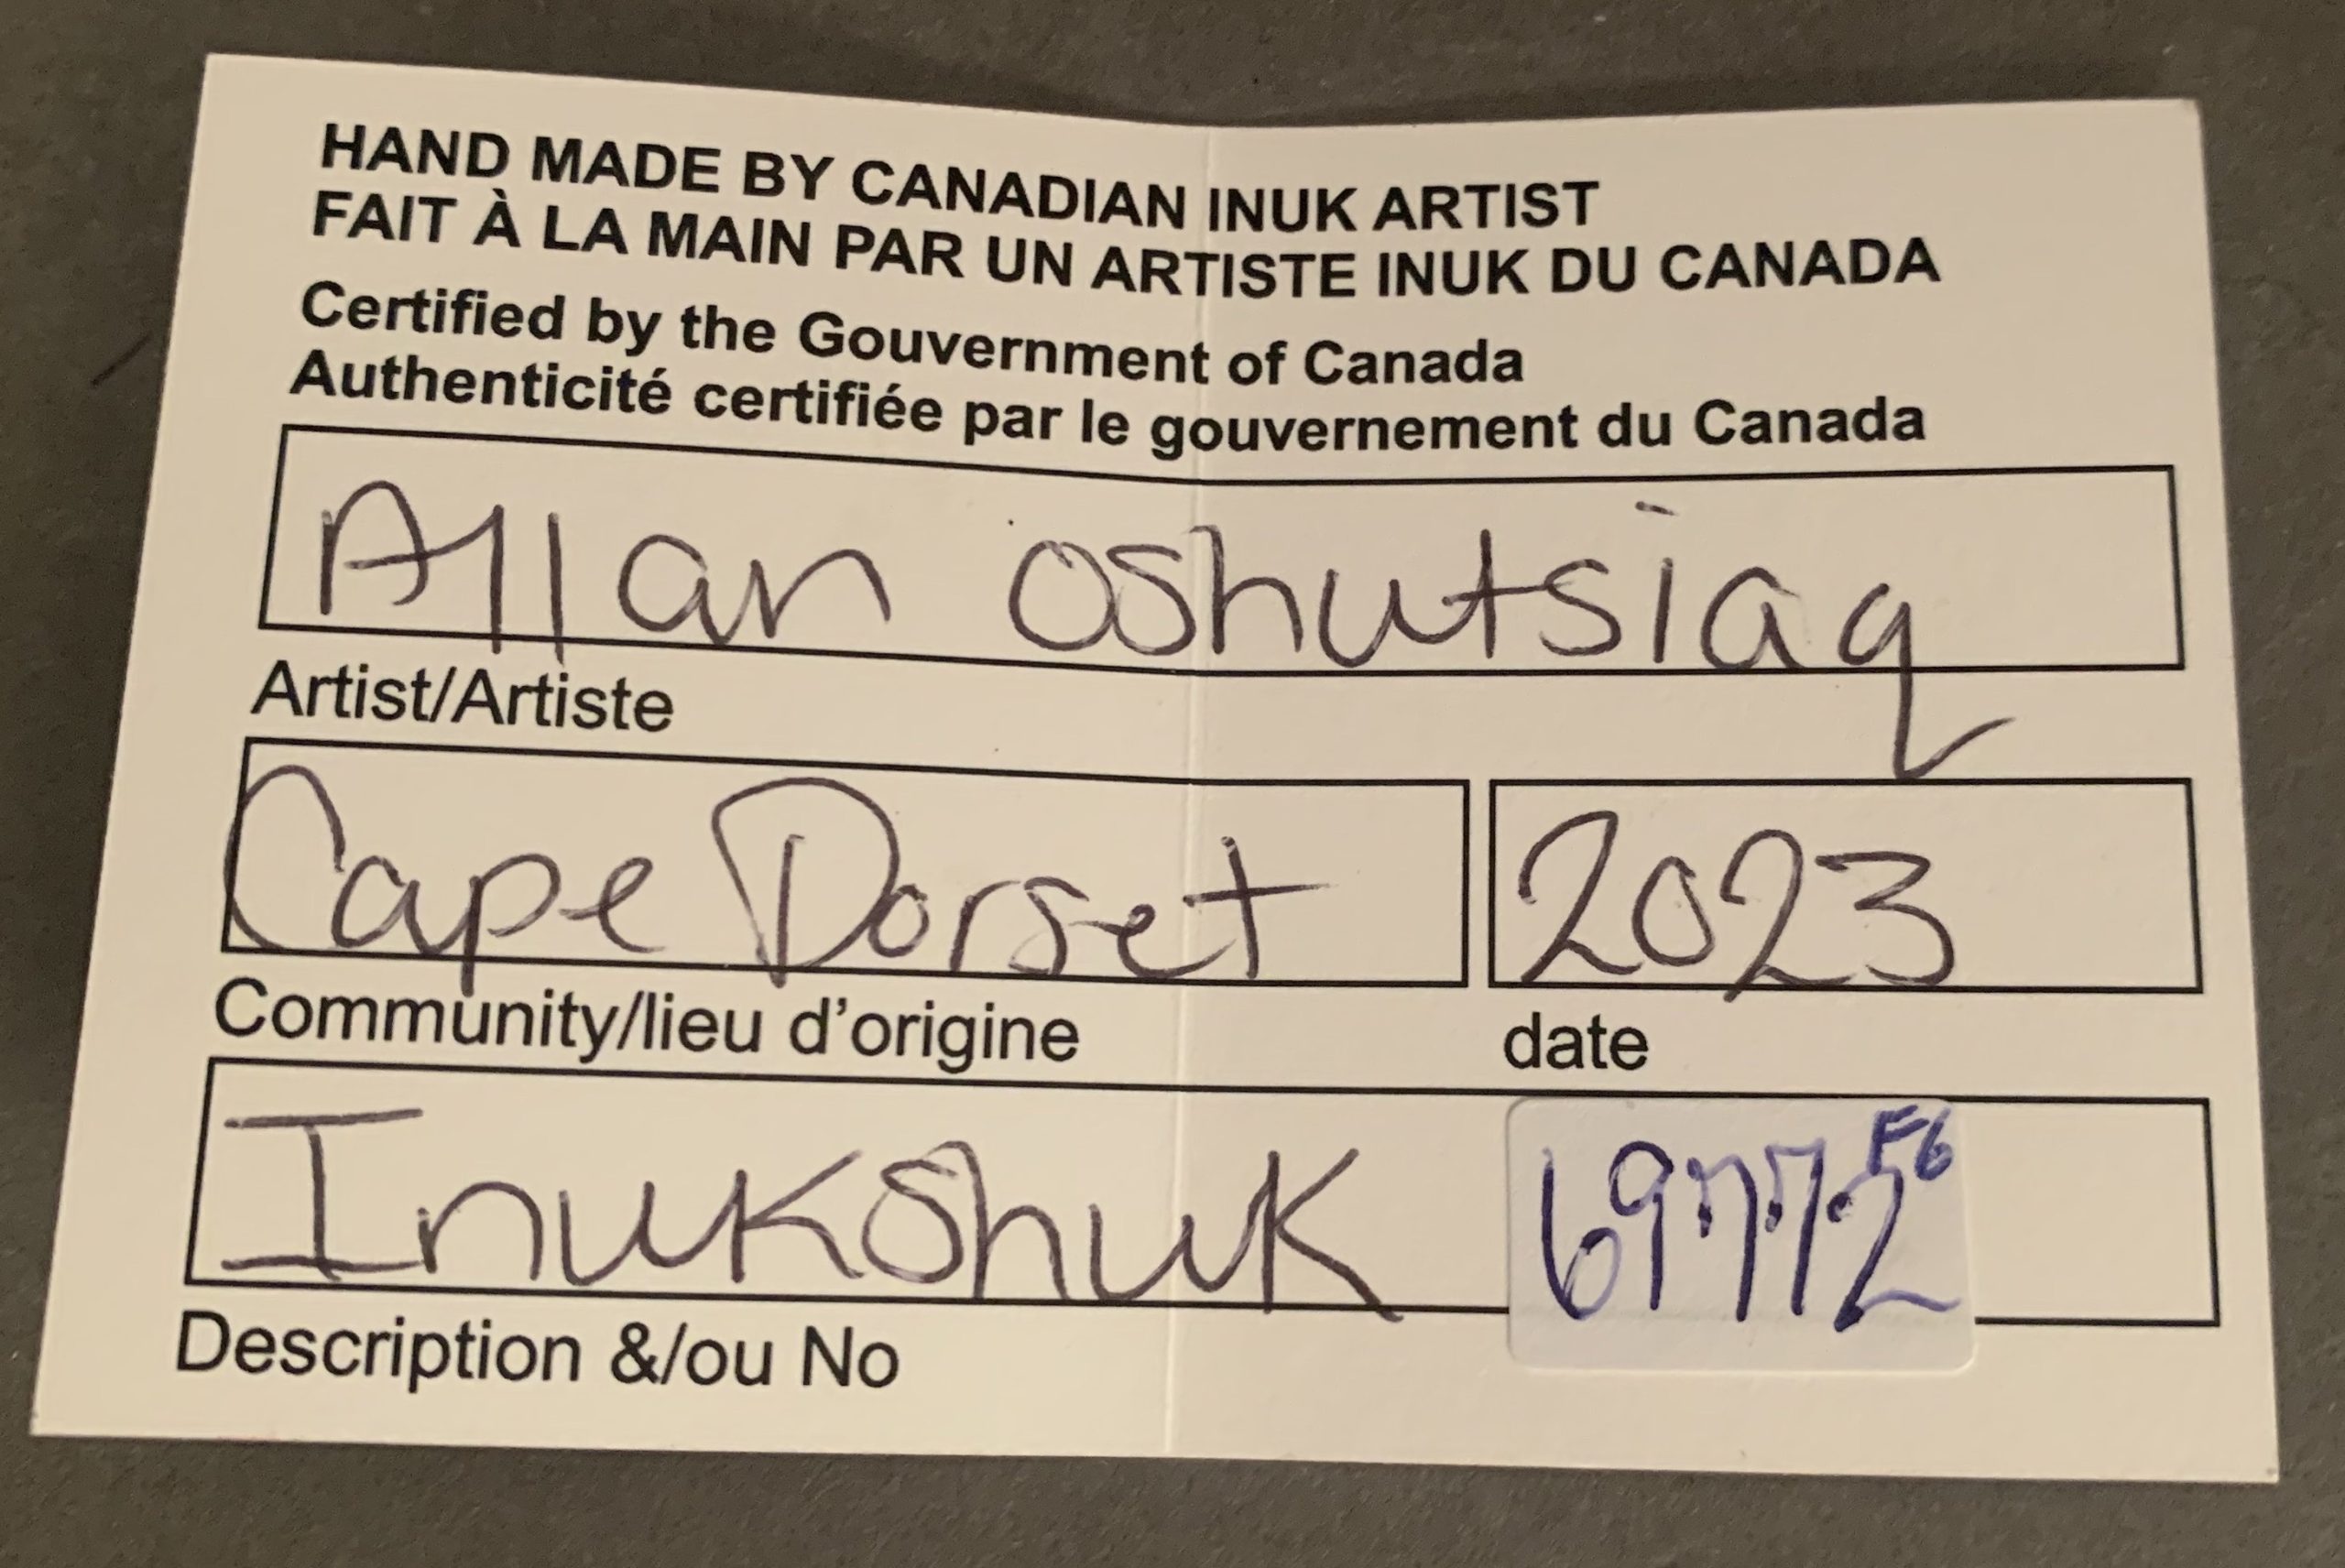 HAND MADE BY CANADIAN INUK ARTIST
FAIT À LA MAIN PAR UN ARTISTE INUK DU CANADA
Certified by the Gouvernment of Canada
Authenticité certifiée par le gouvernement du Canada
Allan oshutsiaq
Artist/Artiste
Cape Dorset 2023
Community/lieu d'origine date
Inukshuk 69772 F6
Description &/ou No